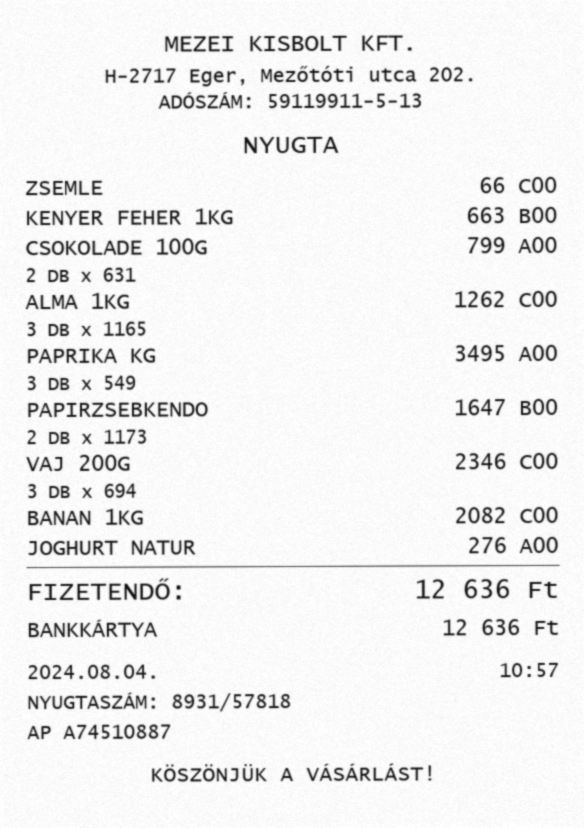 MEZEI KISBOLT KFT.
H-2717 Eger, Mezőtóti utca 202.
ADÓSZÁM: 59119911-5-13
NYUGTA
ZSEMLE 66 C00
KENYER FEHER 1KG 663 B00
CSOKOLADE 100G 799 A00
2 DB x 631
ALMA 1KG 1262 C00
3 DB x 1165
PAPRIKA KG 3495 A00
3 DB x 549
PAPIRZSEBKENDO 1647 B00
2 DB x 1173
VAJ 200G 2346 C00
3 DB x 694
BANAN 1KG 2082 C00
JOGHURT NATUR 276 A00
FIZETENDŐ: 12 636 Ft
BANKKÁRTYA 12 636 Ft
2024.08.04. 10:57
NYUGTASZÁM: 8931/57818
AP A74510887
KÖSZÖNJÜK A VÁSÁRLÁST!